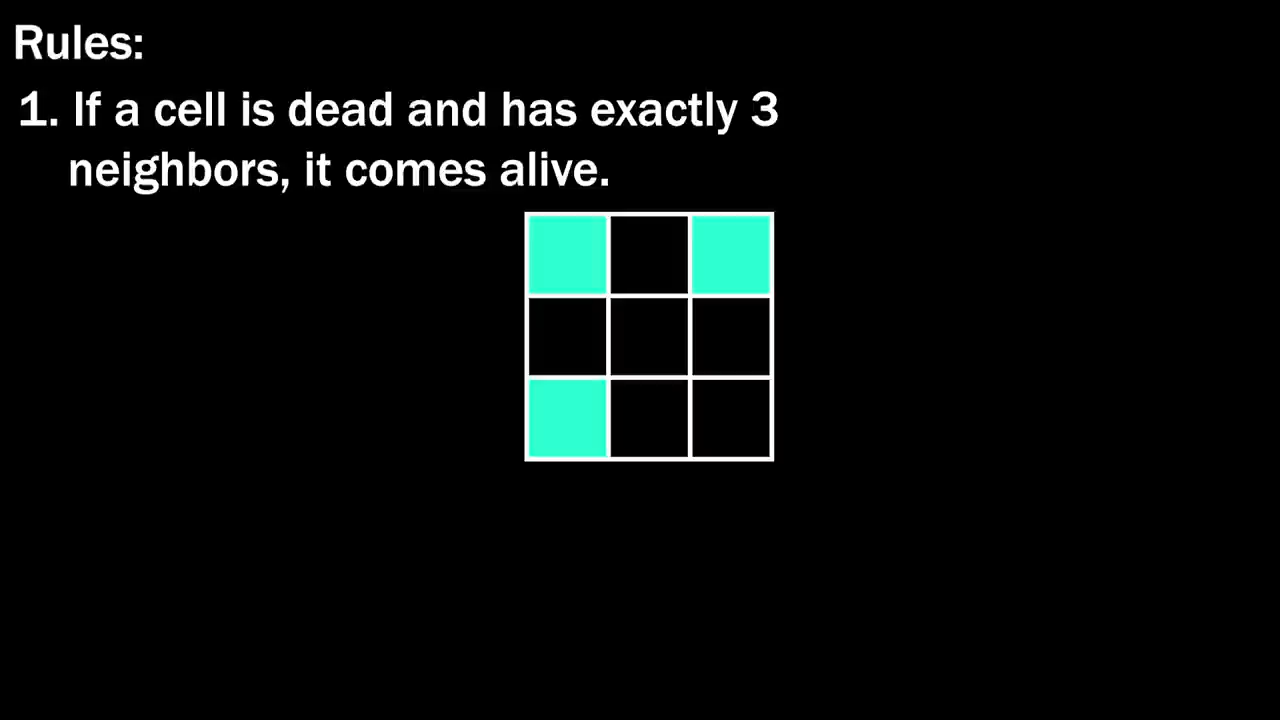 Rules:
1. If a cell is dead and has exactly 3
neighbors, it comes alive.